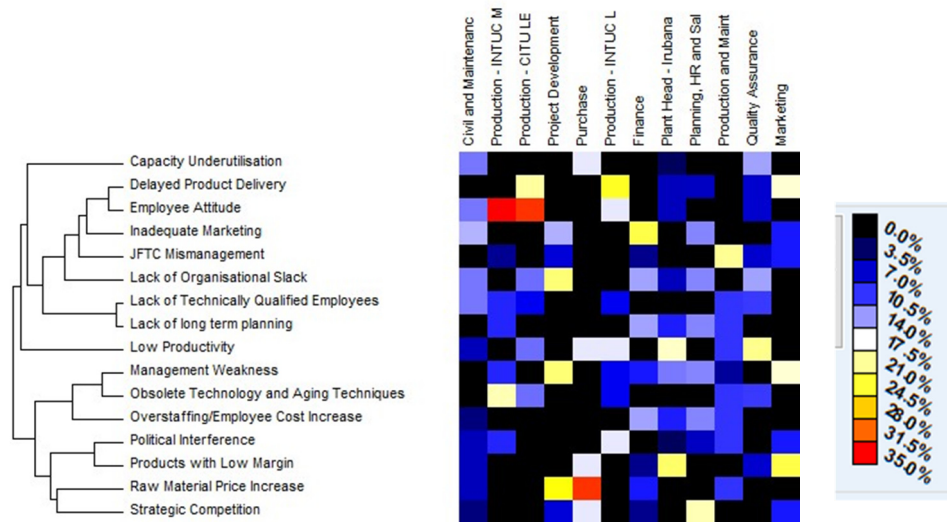 Civil and Maintenanc
Production - INTUC M
Production - CITU LE
Project Development
Purchase
Production - INTUC L
Finance
Plant Head - Irubana
Planning, HR and Sal
Production and Maint
Quality Assurance
Marketing
Capacity Underutilisation
Delayed Product Delivery
Employee Attitude
Inadequate Marketing
JFTC Mismanagement
Lack of Organisational Slack
Lack of Technically Qualified Employees
Lack of long term planning
Low Productivity
Management Weakness
Obsolete Technology and Aging Techniques
Overstaffing/Employee Cost Increase
Political Interference
Products with Low Margin
Raw Material Price Increase
Strategic Competition
0.0%
3.5%
7.0%
10.5%
14.0%
17.5%
21.0%
24.5%
28.0%
31.5%
35.0%